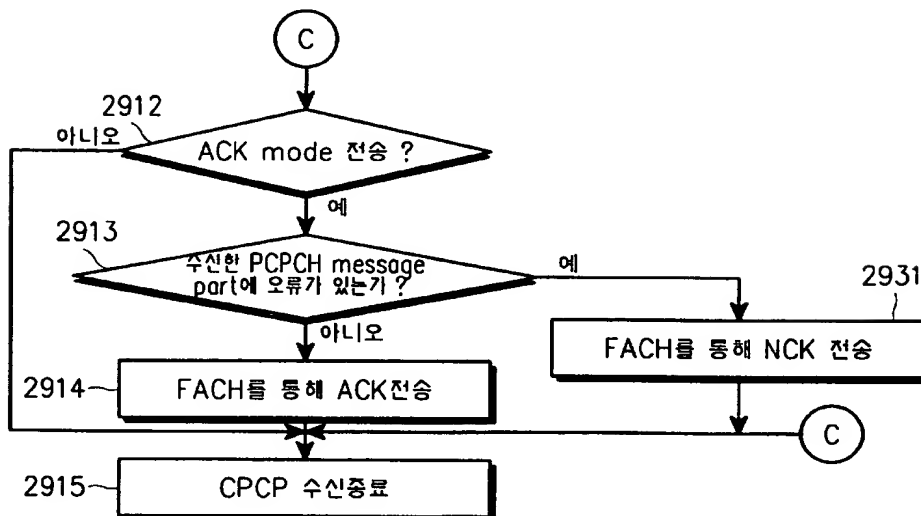 C
2912
아니오
ACK mode 전송 ?
예
2913
수신한 PCPCH message
part에 오류가 있는가 ?
예
2931
아니오
FACH를 통해 NCK 전송
2914
FACH를 통해 ACK전송
C
2915
CPCP 수신종료